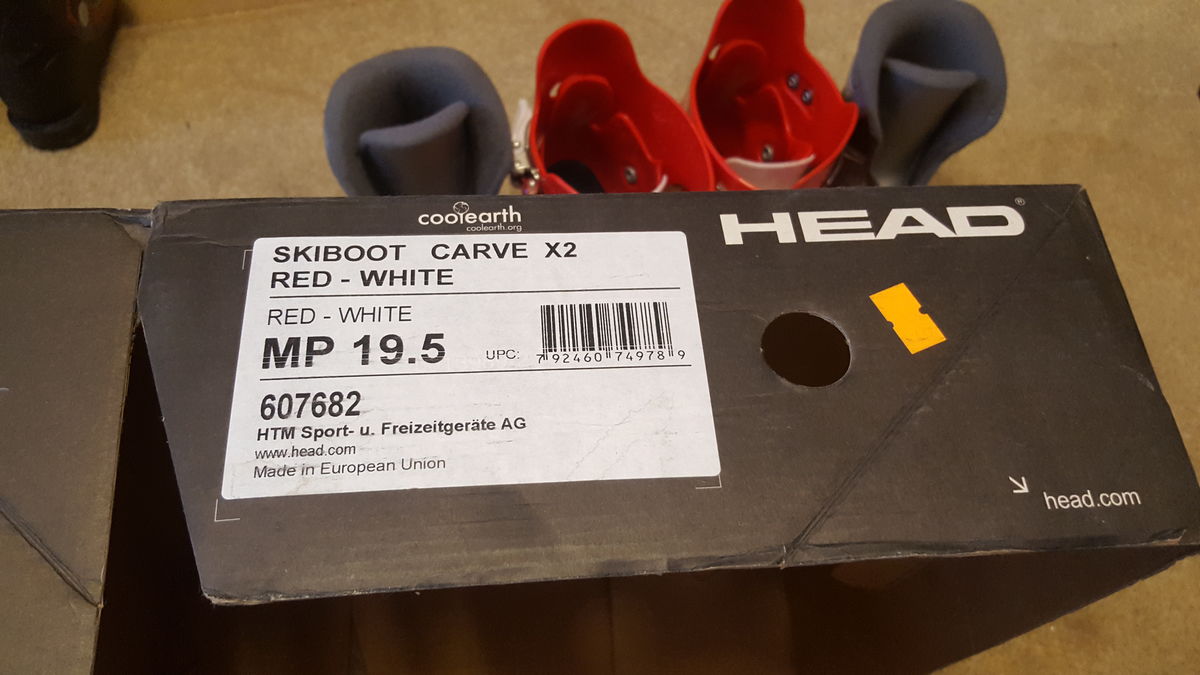 coolearth
coolearth.org
HEAD®
SKIBOOT CARVE X2
RED - WHITE
RED - WHITE
MP 19.5
UPC: 7 92460 74978 9
607682
HTM Sport- u. Freizeitgeräte AG
www.head.com
Made in European Union
head.com